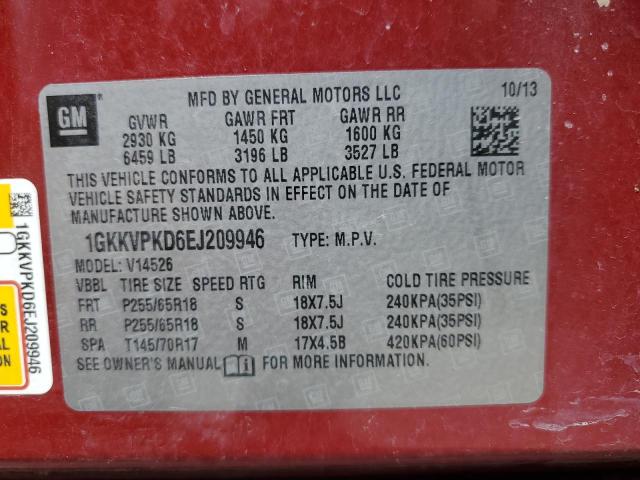 GM
MFD BY GENERAL MOTORS LLC
10/13
GVWR GAWR FRT GAWR RR
2930 KG 1450 KG 1600 KG
6459 LB 3196 LB 3527 LB
THIS VEHICLE CONFORMS TO ALL APPLICABLE U.S. FEDERAL MOTOR
VEHICLE SAFETY STANDARDS IN EFFECT ON THE DATE OF
MANUFACTURE SHOWN ABOVE.
1GKKVPKD6EJ209946 TYPE: M.P.V.
MODEL: V14526
VBBL TIRE SIZE SPEED RTG RIM COLD TIRE PRESSURE
FRT P255/65R18 S 18X7.5J 240KPA(35PSI)
RR P255/65R18 S 18X7.5J 240KPA(35PSI)
SPA T145/70R17 M 17X4.5B 420KPA(60PSI)
SEE OWNER'S MANUAL FOR MORE INFORMATION.
1GKKVPKD6EJ209946